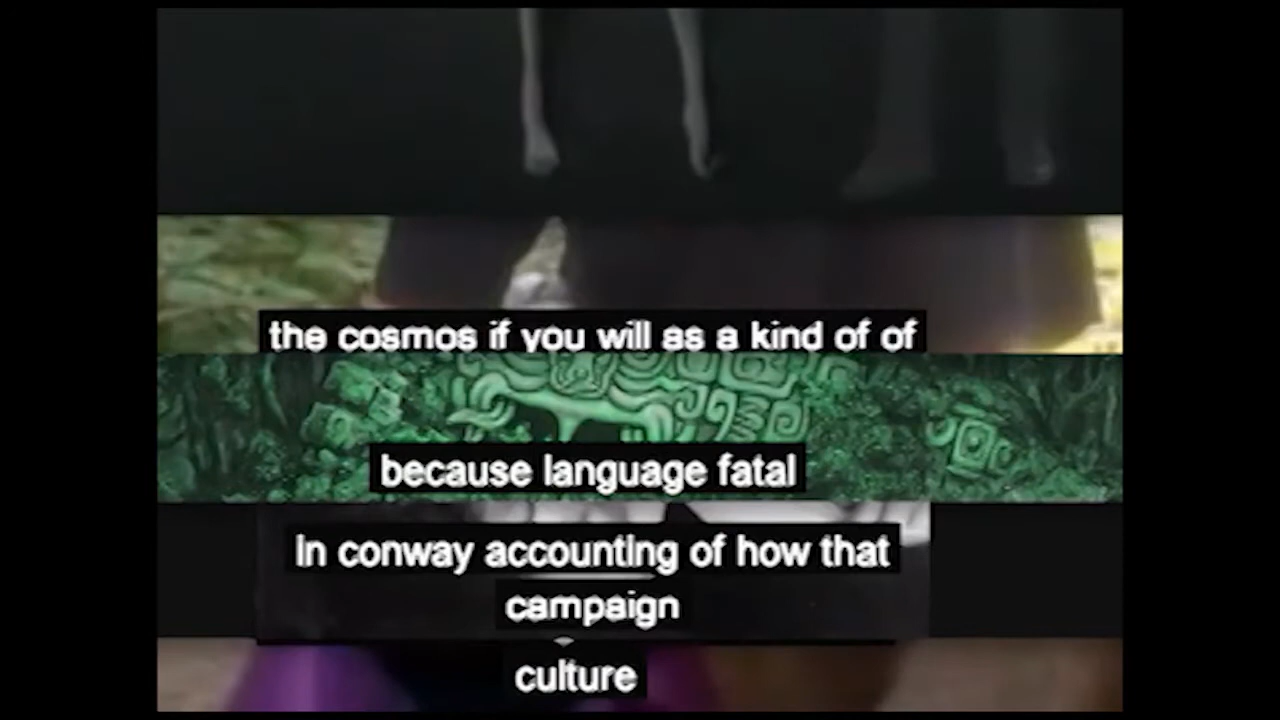 the cosmos if you will as a kind of of
because language fatal
In conway accounting of how that
campaign
culture